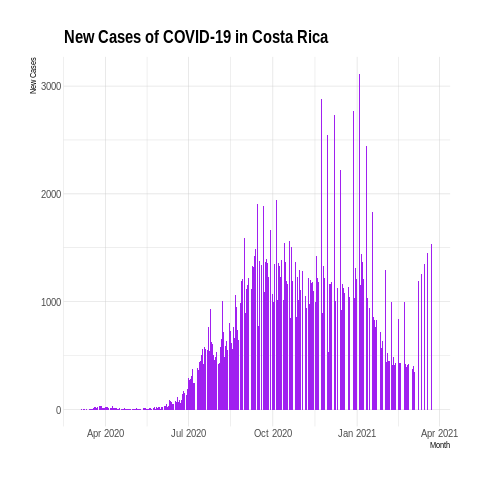 New Cases of COVID-19 in Costa Rica
New Cases
3000
2000
1000
0
Apr 2020 Jul 2020 Oct 2020 Jan 2021 Apr 2021
Month